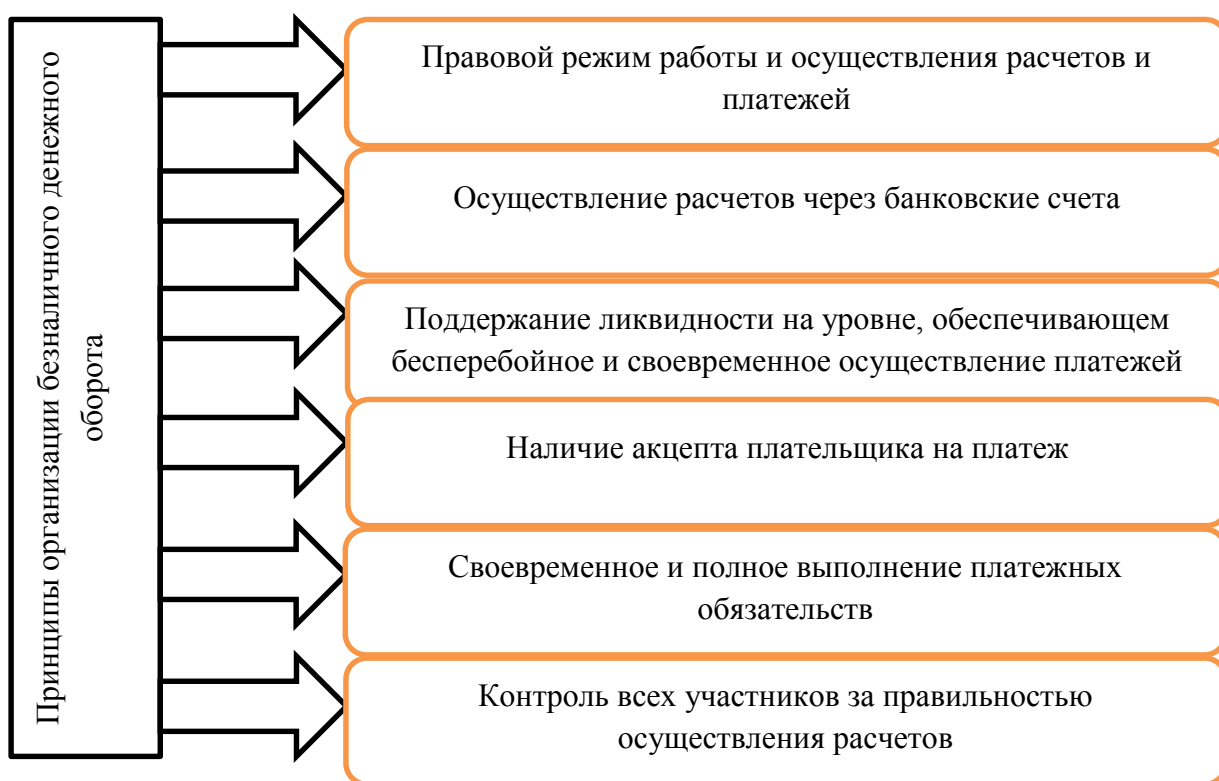 Принципы организации безналичного денежного
оборота
Правовой режим работы и осуществления расчетов и
платежей
Осуществление расчетов через банковские счета
Поддержание ликвидности на уровне, обеспечивающем
бесперебойное и своевременное осуществление платежей
Наличие акцепта плательщика на платеж
Своевременное и полное выполнение платежных
обязательств
Контроль всех участников за правильностью
осуществления расчетов